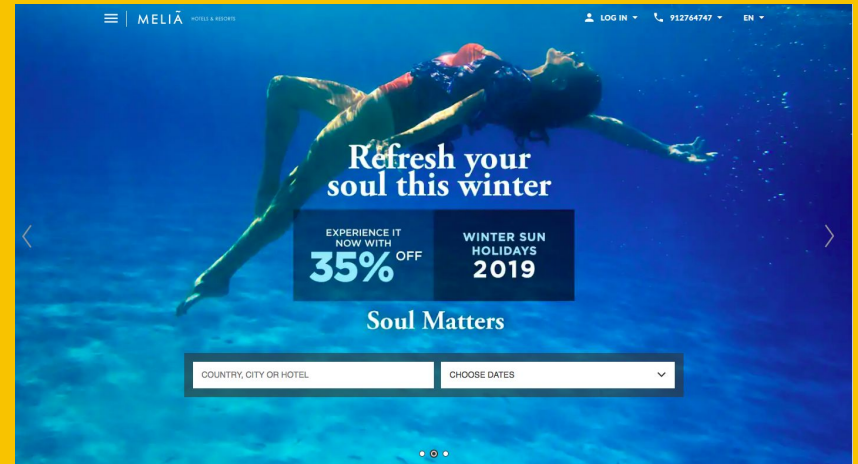 MELIÃ HOTELS & RESORTS
LOG IN
912764747
EN
Refresh your
soul this winter
EXPERIENCE IT
NOW WITH
35% OFF
WINTER SUN
HOLIDAYS
2019
Soul Matters
COUNTRY, CITY OR HOTEL
CHOOSE DATES